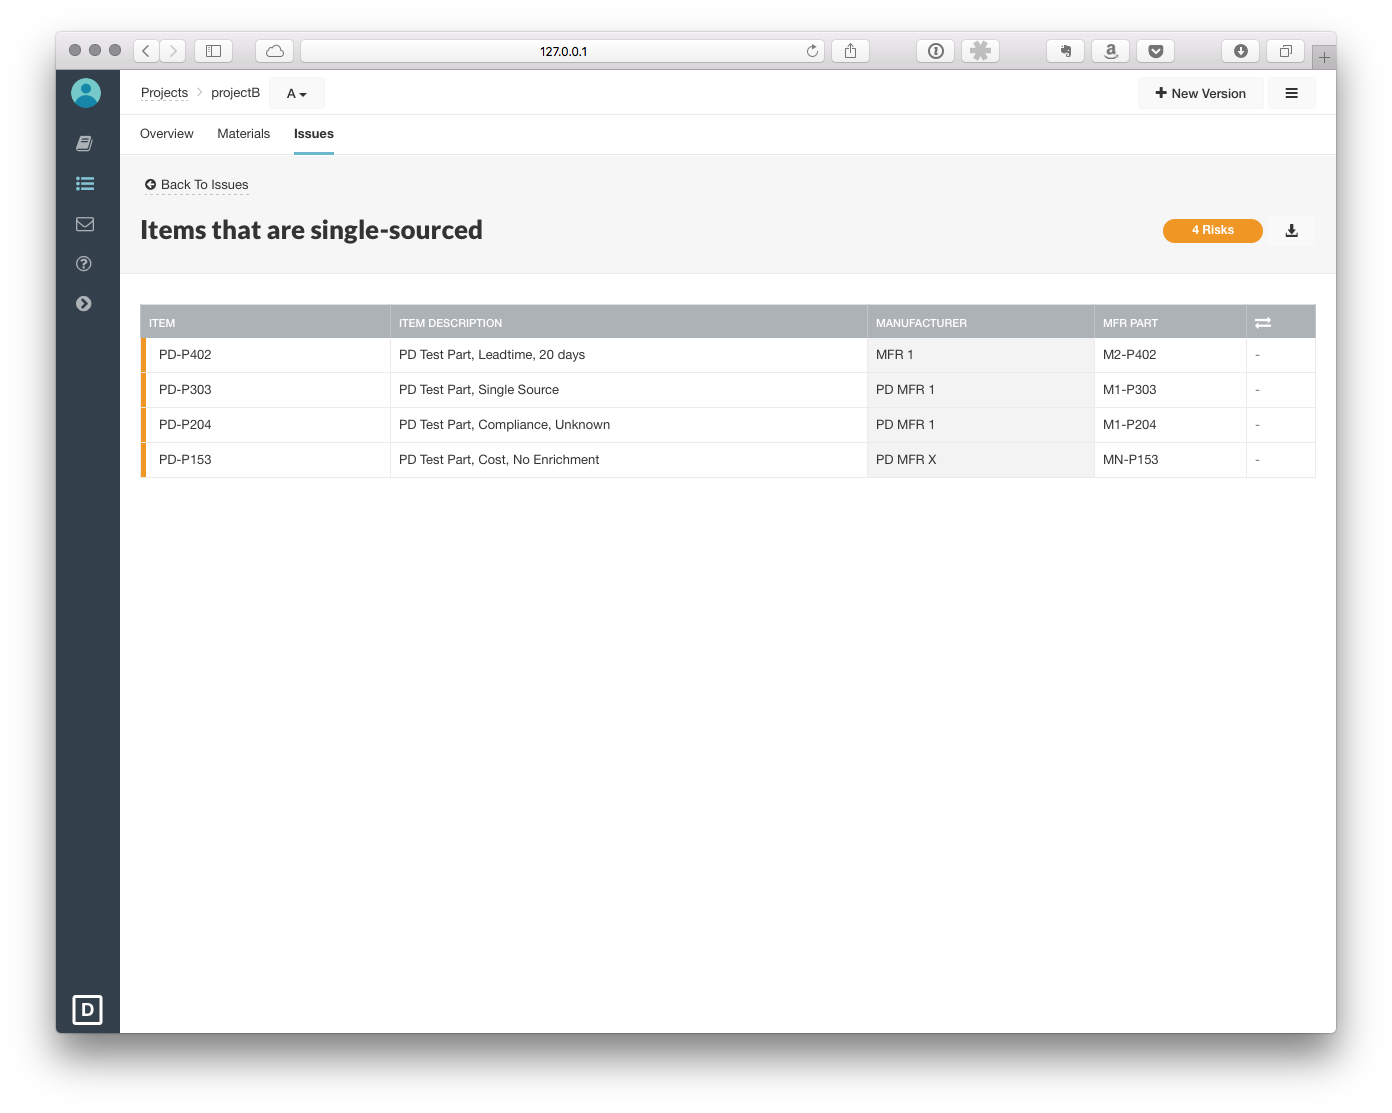 127.0.0.1
Projects projectB A
New Version
Overview Materials Issues
Back To Issues
Items that are single-sourced
4 Risks
ITEM ITEM DESCRIPTION MANUFACTURER MFR PART
PD-P402 PD Test Part, Leadtime, 20 days MFR 1 M2-P402 -
PD-P303 PD Test Part, Single Source PD MFR 1 M1-P303 -
PD-P204 PD Test Part, Compliance, Unknown PD MFR 1 M1-P204 -
PD-P153 PD Test Part, Cost, No Enrichment PD MFR X MN-P153 -
D